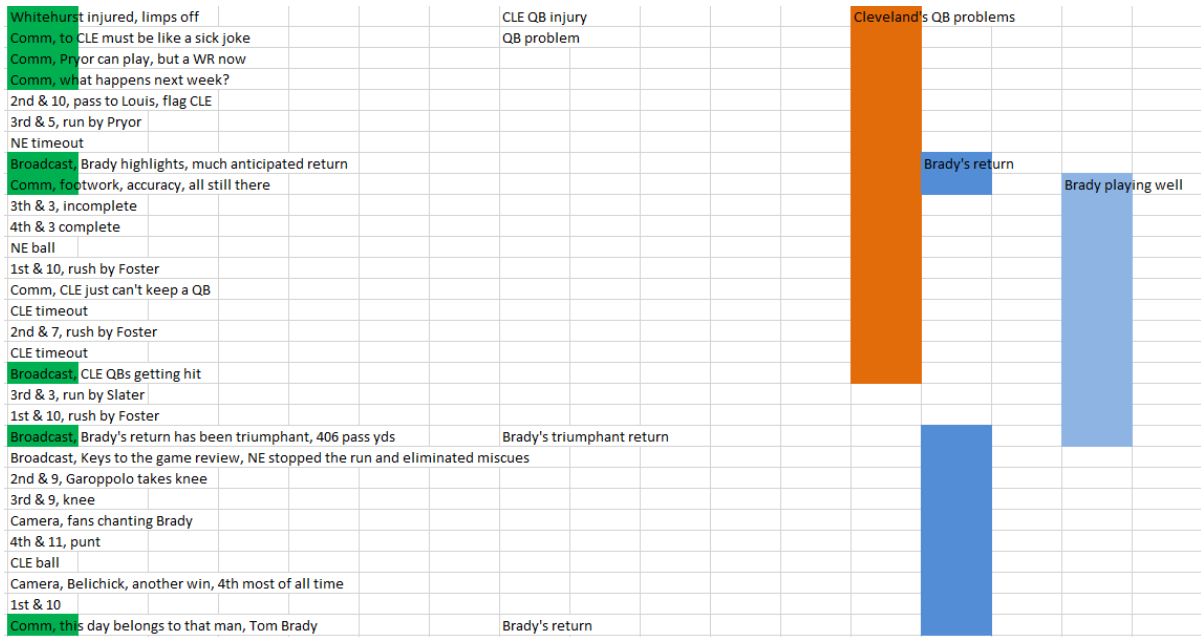 Whitehurst injured, limps off CLE QB injury Cleveland's QB problems
Comm, to CLE must be like a sick joke QB problem
Comm, Pryor can play, but a WR now
Comm, what happens next week?
2nd & 10, pass to Louis, flag CLE
3rd & 5, run by Pryor
NE timeout
Broadcast, Brady highlights, much anticipated return Brady's return
Comm, footwork, accuracy, all still there Brady playing well
3th & 3, incomplete
4th & 3 complete
NE ball
1st & 10, rush by Foster
Comm, CLE just can't keep a QB
CLE timeout
2nd & 7, rush by Foster
CLE timeout
Broadcast, CLE QBs getting hit
3rd & 3, run by Slater
1st & 10, rush by Foster
Broadcast, Brady's return has been triumphant, 406 pass yds Brady's triumphant return
Broadcast, Keys to the game review, NE stopped the run and eliminated miscues
2nd & 9, Garoppolo takes knee
3rd & 9, knee
Camera, fans chanting Brady
4th & 11, punt
CLE ball
Camera, Belichick, another win, 4th most of all time
1st & 10
Comm, this day belongs to that man, Tom Brady Brady's return